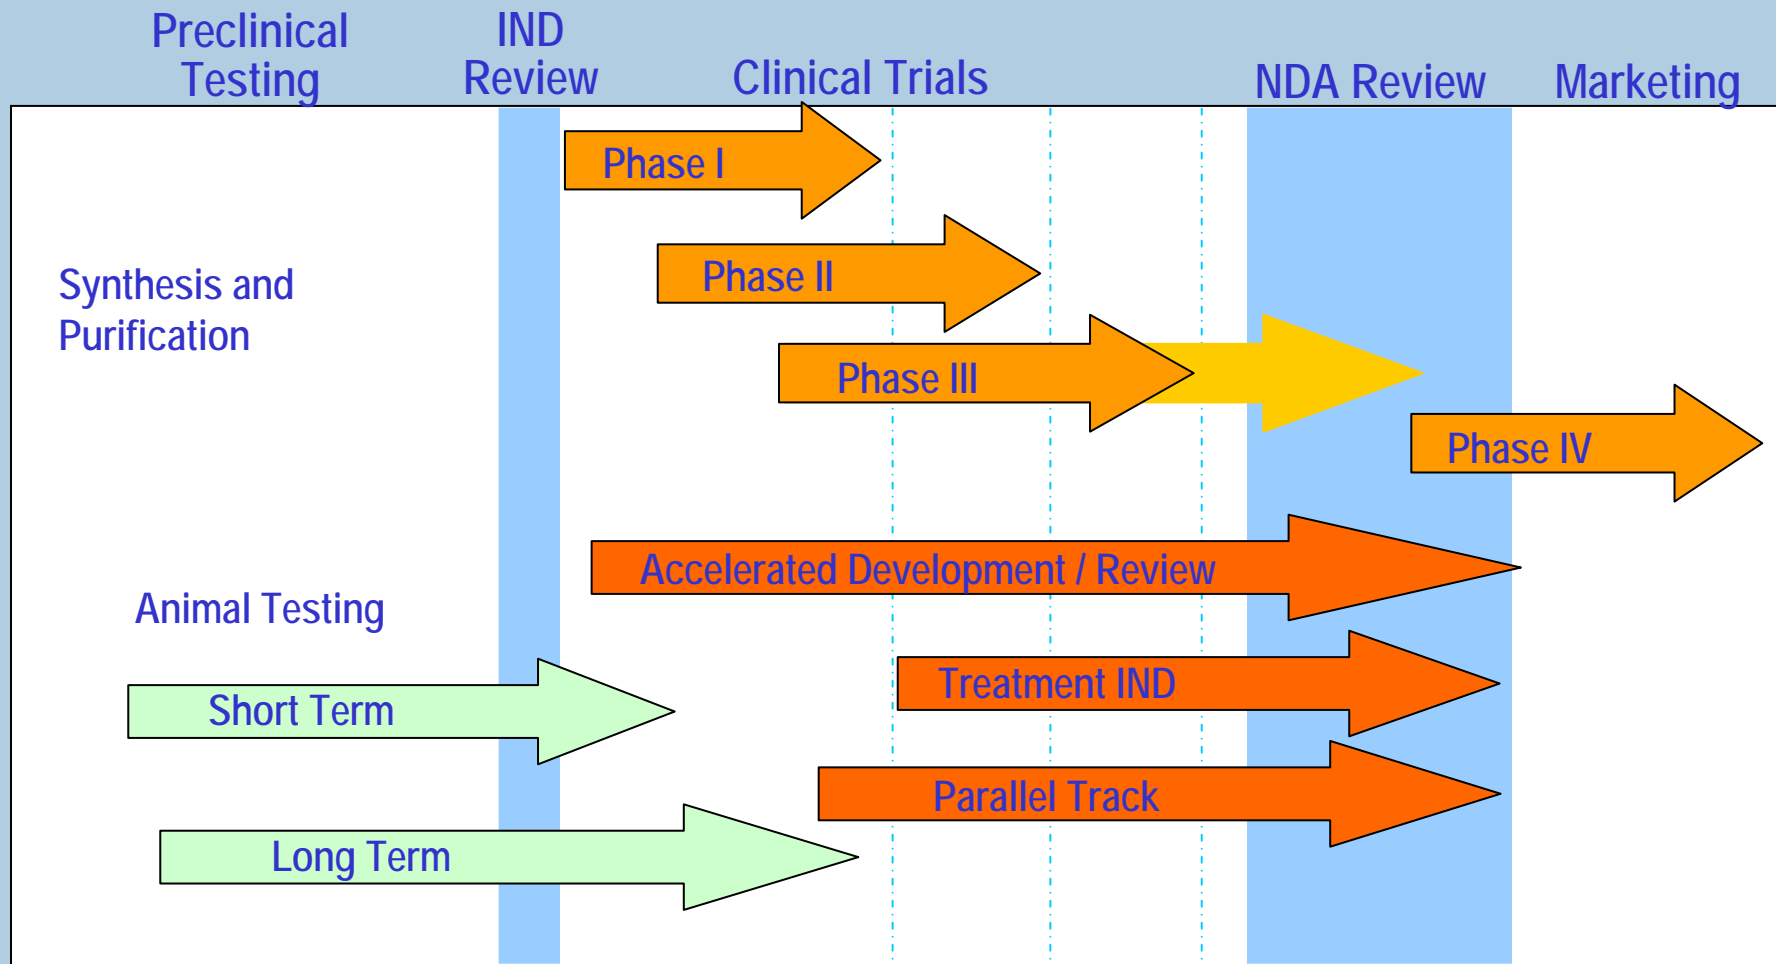 Preclinical
Testing
IND
Review
Clinical Trials
NDA Review
Marketing
Phase I
Phase II
Synthesis and
Purification
Phase III
Phase IV
Accelerated Development / Review
Animal Testing
Treatment IND
Short Term
Parallel Track
Long Term